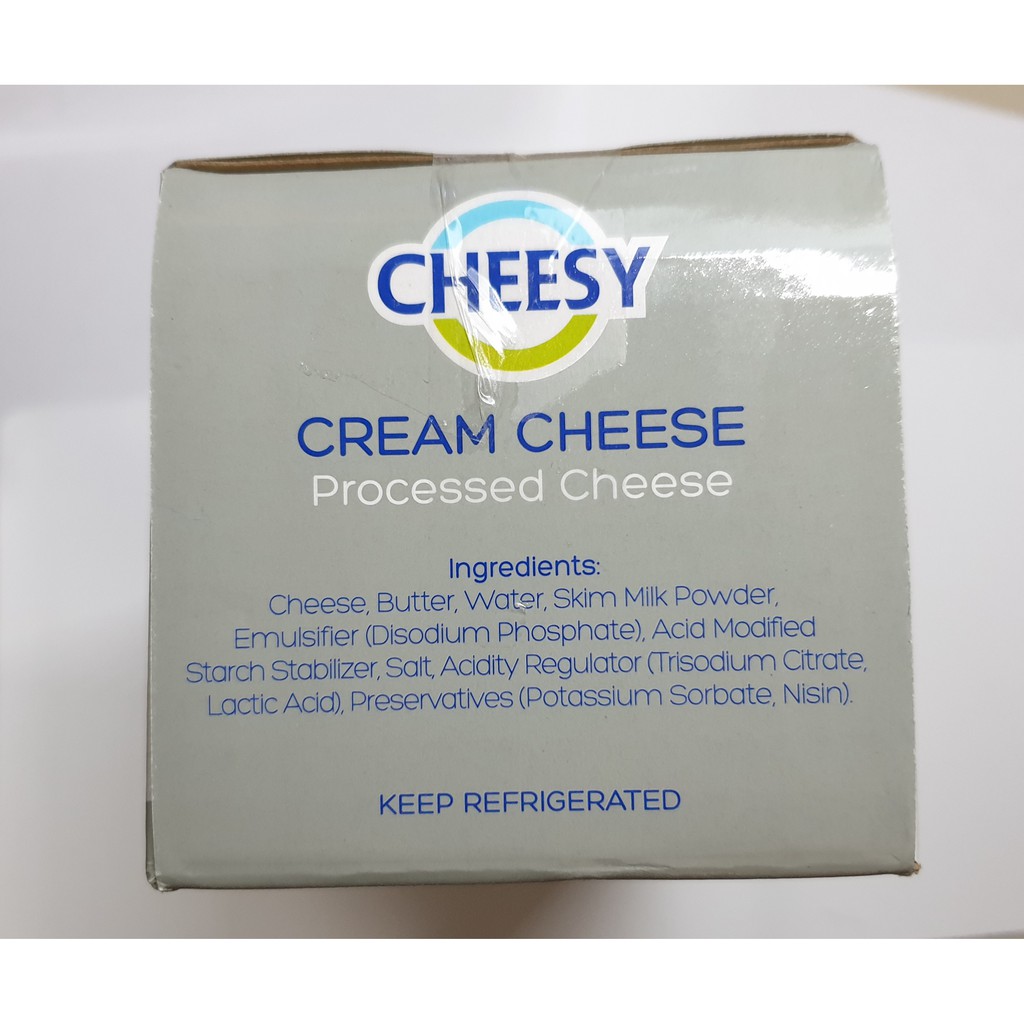 CHEESY
CREAM CHEESE
Processed Cheese
Ingredients:
Cheese, Butter, Water, Skim Milk Powder,
Emulsifier (Disodium Phosphate), Acid Modified
Starch Stabilizer, Salt, Acidity Regulator (Trisodium Citrate,
Lactic Acid), Preservatives (Potassium Sorbate, Nisin).
KEEP REFRIGERATED